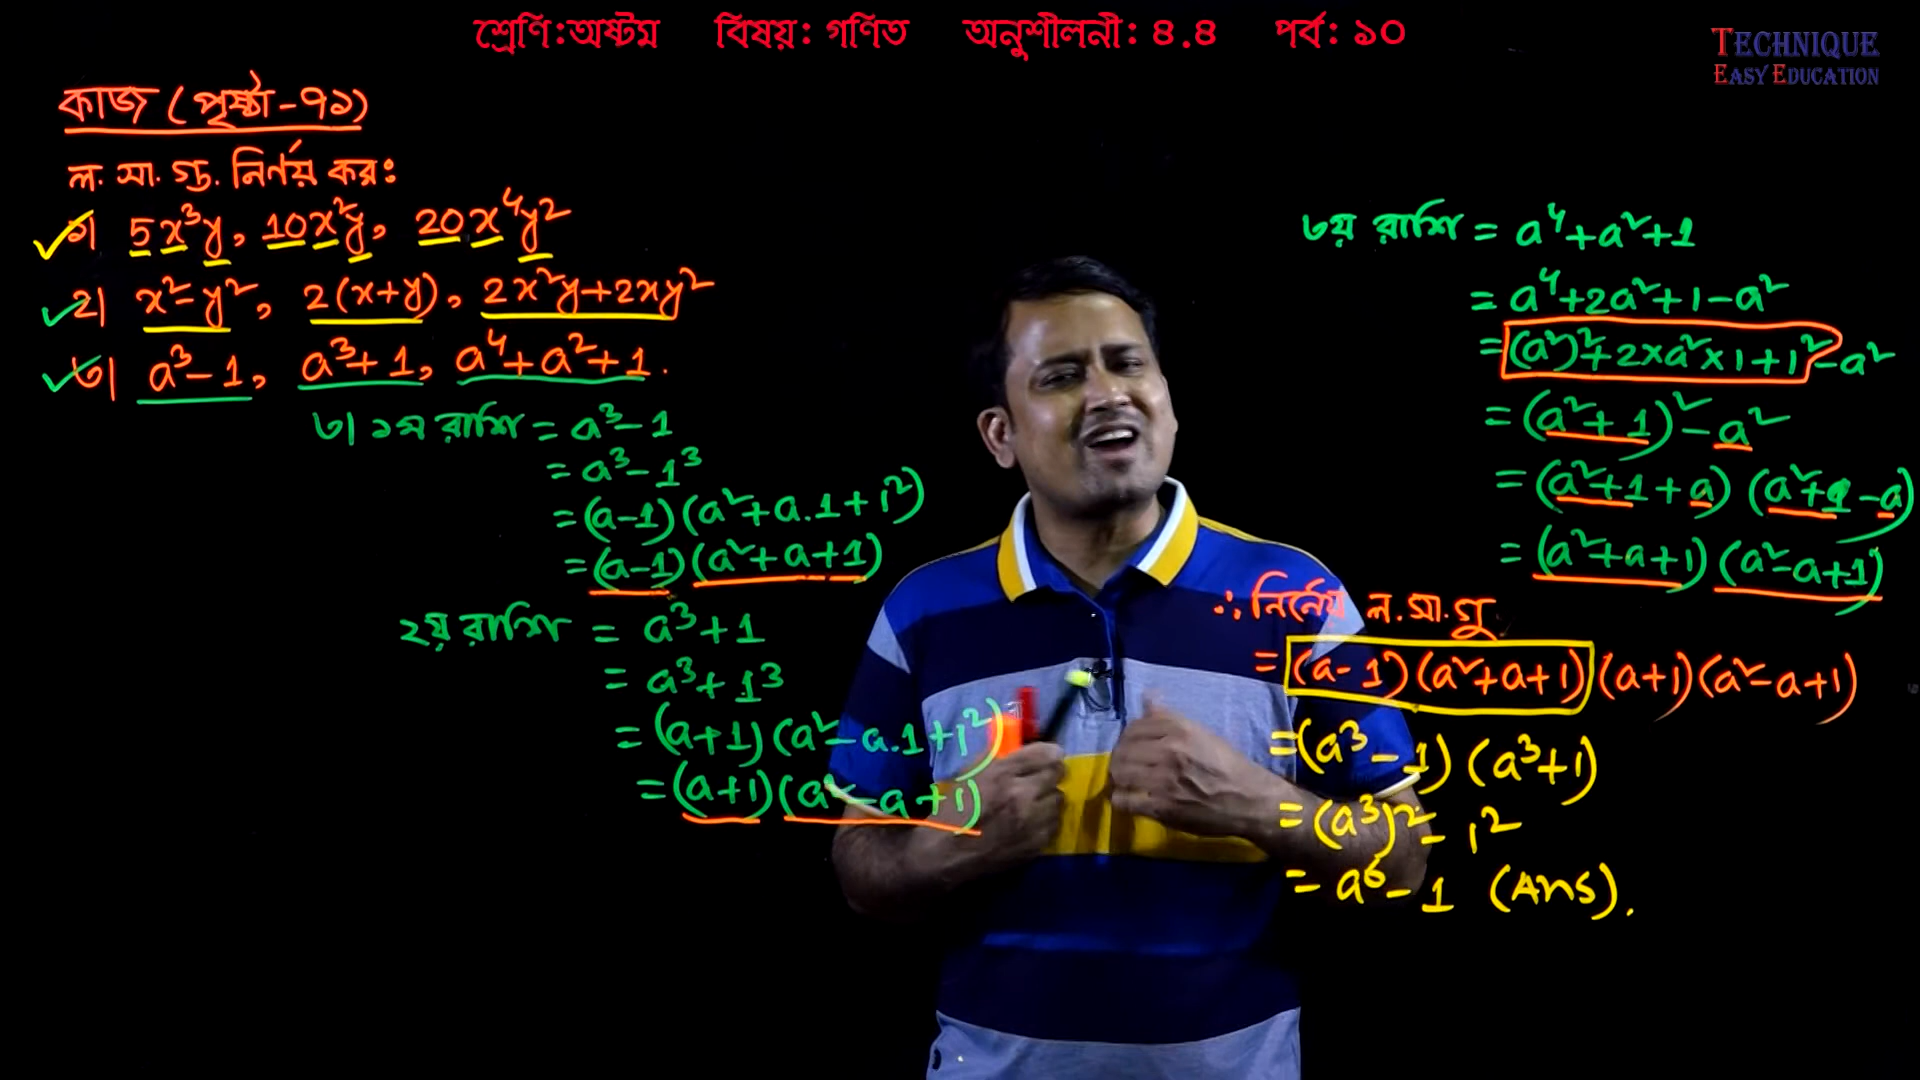 শ্রেণি:অষ্টম বিষয়: গণিত অনুশীলনী: ৪.৪ পর্ব: ১০
TECHNIQUE
EASY EDUCATION
কাজ (পৃষ্ঠা-৭১)
ল. সা. গু. নির্ণয় কর:
১| 5x³y, 10x²y, 20x⁴y²
২| x²-y², 2(x+y), 2x²y+2xy²
৩| a³-1, a³+1, a⁴+a²+1.
৩| ১ম রাশি = a³-1
= a³-1³
= (a-1)(a²+a.1+1²)
= (a-1)(a²+a+1)
২য় রাশি = a³+1
= a³+1³
= (a+1)(a²-a.1+1²)
= (a+1)(a²-a+1)
৩য় রাশি = a⁴+a²+1
= a⁴+2a²+1-a²
= (a²)²+2×a²×1+1²-a²
= (a²+1)²-a²
= (a²+1+a)(a²+1-a)
= (a²+a+1)(a²-a+1)
∴ নির্নেয় ল.সা.গু.
= (a-1)(a²+a+1)(a+1)(a²-a+1)
= (a³-1)(a³+1)
= (a³)²-1²
= a⁶-1 (Ans).